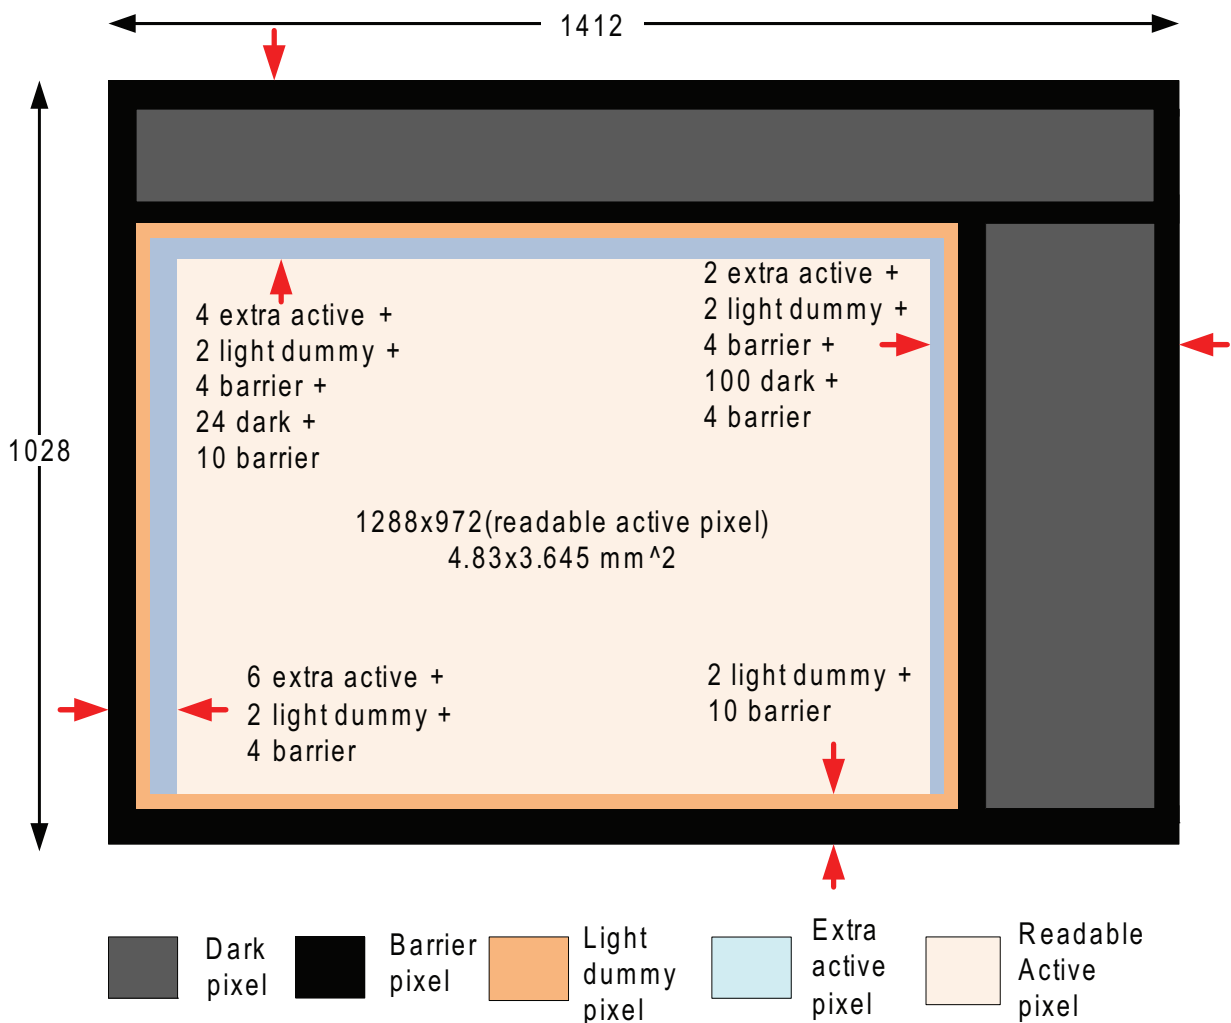 1412
1028
4 extra active +
2 light dummy +
4 barrier +
24 dark +
10 barrier
2 extra active +
2 light dummy +
4 barrier +
100 dark +
4 barrier
1288x972(readable active pixel)
4.83x3.645 mm^2
6 extra active +
2 light dummy +
4 barrier
2 light dummy +
10 barrier
Dark
pixel
Barrier
pixel
Light
dummy
pixel
Extra
active
pixel
Readable
Active
pixel